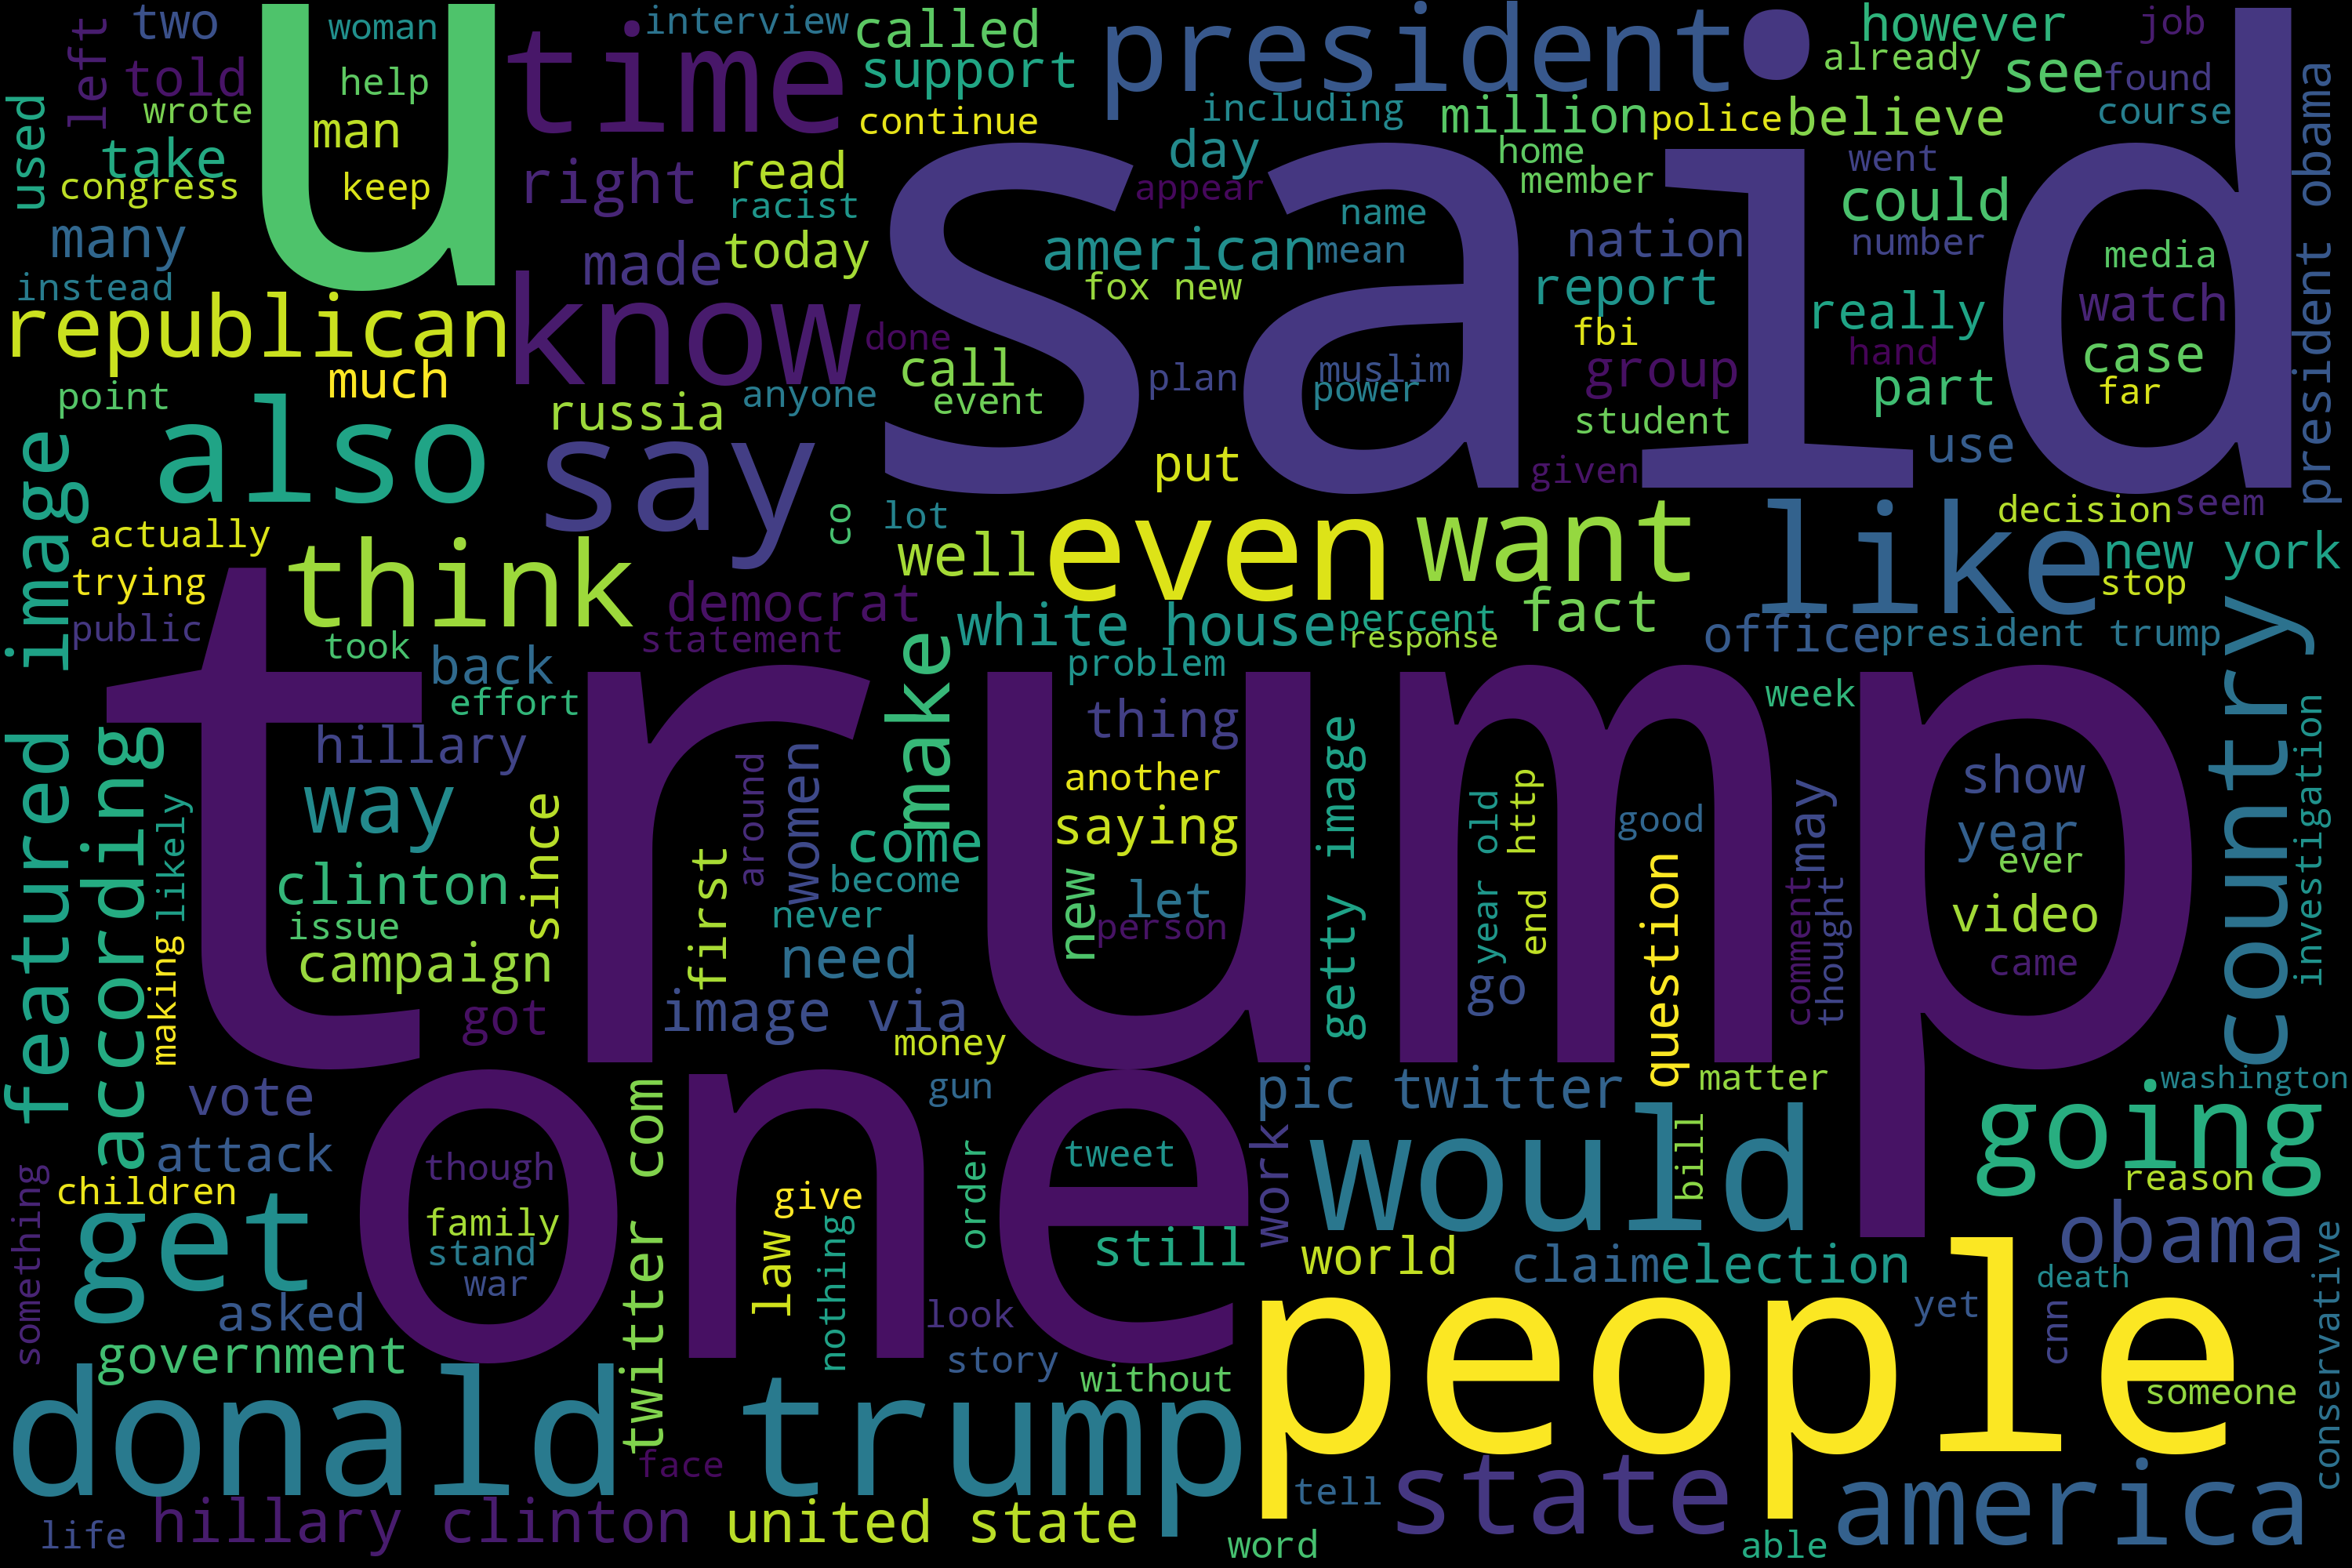 said
trump
u
one
people
donald trump
time
president
know
republican
also
say
think
even
want
like
would
going
get
state
america
obama
country
featured image
according
make
way
two
told
left
used
woman
help
wrote
man
take
congress
keep
many
instead
interview
called
support
continue
right
read
racist
today
made
including
day
appear
american
name
mean
fox new
million
police
believe
home
member
nation
report
however
already
see
job
found
course
went
could
number
president obama
media
watch
case
far
really
hand
part
use
fbi
group
student
given
muslim
power
plan
put
done
call
event
anyone
russia
much
point
actually
trying
public
took
back
effort
democrat
statement
co
lot
well
white house
percent
response
fact
problem
decision
seem
new york
stop
office
president trump
week
hillary
clinton
issue
campaign
got
since
likely
making
around
women
first
come
become
never
need
image via
money
thing
another
saying
new
let
person
getty image
year old
http
end
go
good
question
may
comment
thought
show
year
ever
video
came
investigation
washington
reason
matter
bill
pic twitter
work
world
claim
election
yet
cnn
death
conservative
someone
vote
attack
children
something
asked
government
though
family
stand
war
twitter com
face
law
give
nothing
gun
order
tweet
still
look
story
without
hillary clinton
united state
life
tell
word
able